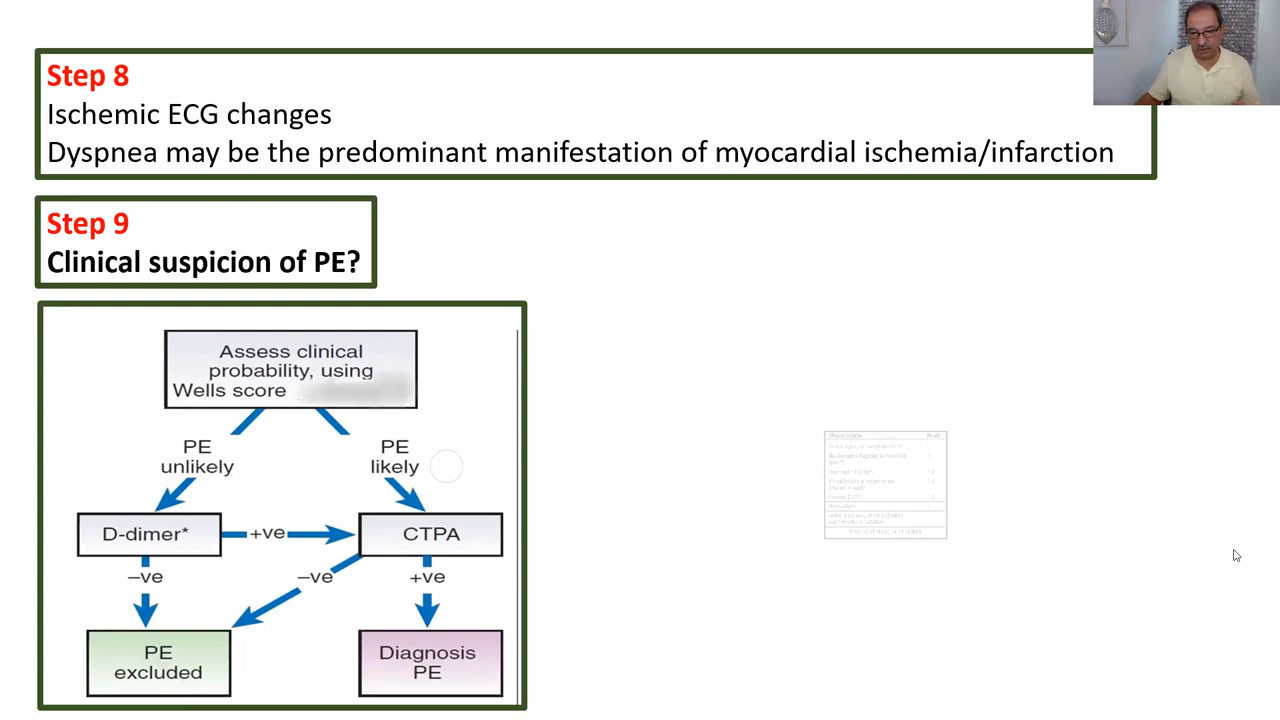 Step 8
Ischemic ECG changes
Dyspnea may be the predominant manifestation of myocardial ischemia/infarction
Step 9
Clinical suspicion of PE?
Assess clinical
probability, using
Wells score
PE
unlikely
PE
likely
D-dimer*
+ve
CTPA
–ve
–ve
+ve
PE
excluded
Diagnosis
PE